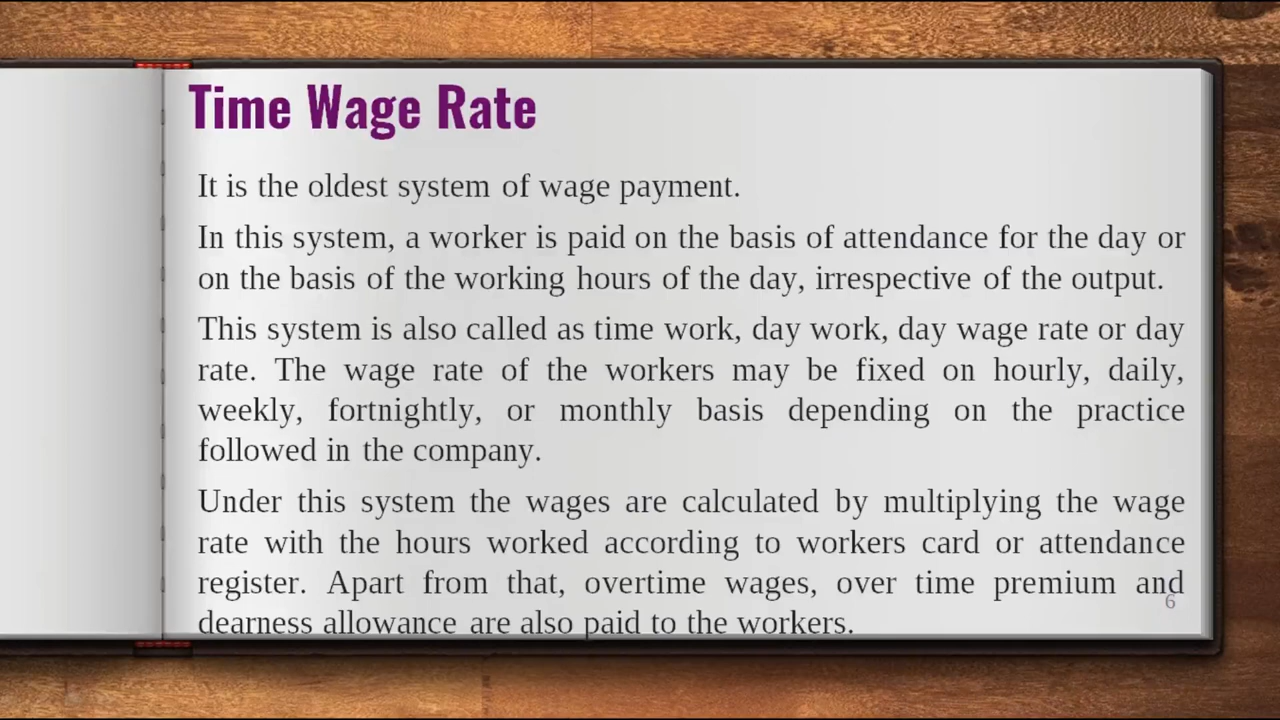 Time Wage Rate
It is the oldest system of wage payment.
In this system, a worker is paid on the basis of attendance for the day or
on the basis of the working hours of the day, irrespective of the output.
This system is also called as time work, day work, day wage rate or day
rate. The wage rate of the workers may be fixed on hourly, daily,
weekly, fortnightly, or monthly basis depending on the practice
followed in the company.
Under this system the wages are calculated by multiplying the wage
rate with the hours worked according to workers card or attendance
register. Apart from that, overtime wages, over time premium and
dearness allowance are also paid to the workers.
6